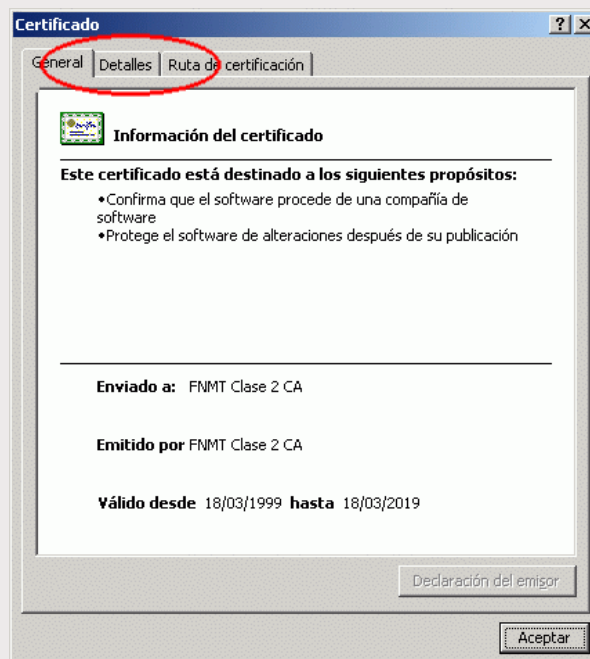 Certificado
General Detalles Ruta de certificación
Información del certificado
Este certificado está destinado a los siguientes propósitos:
•Confirma que el software procede de una compañía de
software
•Protege el software de alteraciones después de su publicación
Enviado a: FNMT Clase 2 CA
Emitido por FNMT Clase 2 CA
Válido desde 18/03/1999 hasta 18/03/2019
Declaración del emisor
Aceptar